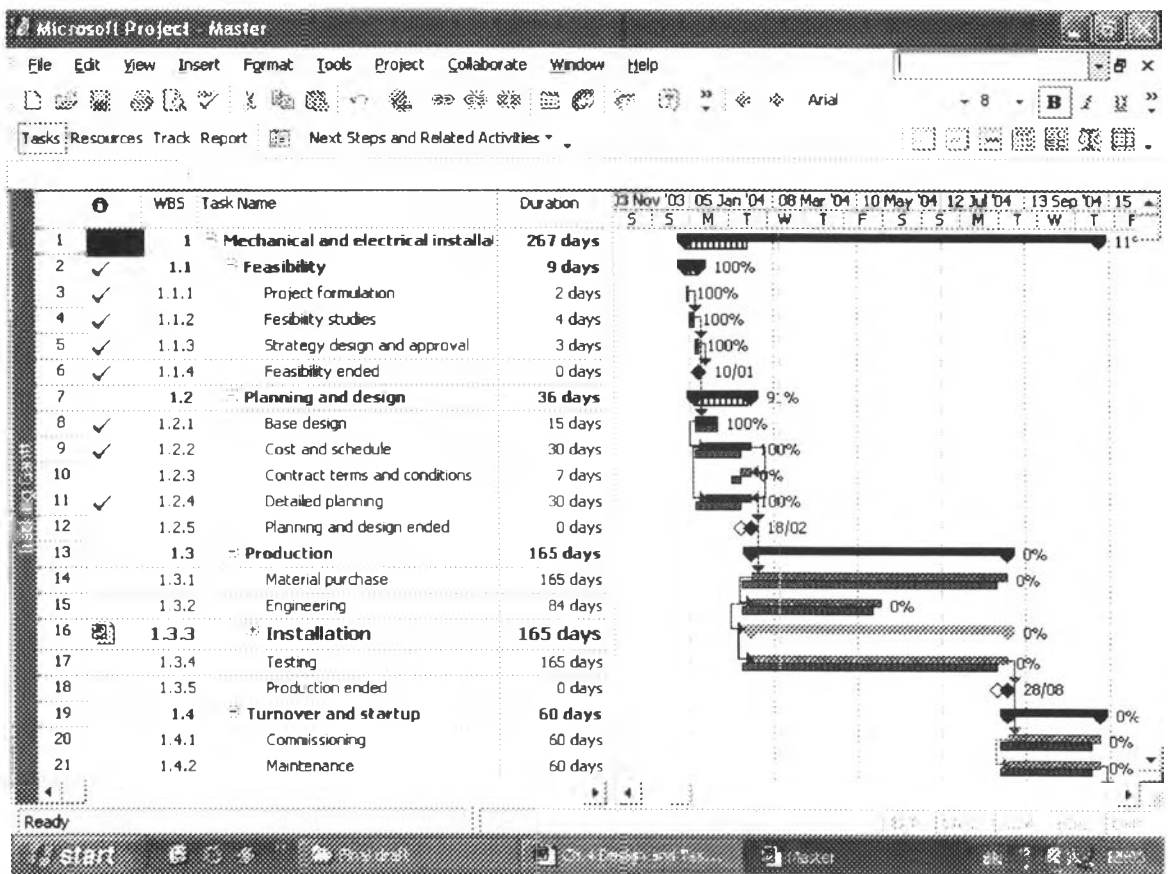 Microsoft Project - Master
File Edit View Insert Format Tools Project Collaborate Window Help
Arial 8 B I U
Tasks Resources Track Report Next Steps and Related Activities
WBS Task Name Duration 05 Jan '04 08 Mar '04 10 May '04 12 Jul '04 13 Sep '04 15
S S M T W T F S S M T W T F
1 1 Mechanical and electrical installa 267 days
2 1.1 Feasibility 9 days 100%
3 1.1.1 Project formulation 2 days 100%
4 1.1.2 Fesibility studies 4 days 100%
5 1.1.3 Strategy design and approval 3 days 100%
6 1.1.4 Feasibility ended 0 days 10/01
7 1.2 Planning and design 36 days 91%
8 1.2.1 Base design 15 days 100%
9 1.2.2 Cost and schedule 30 days 100%
10 1.2.3 Contract terms and conditions 7 days 0%
11 1.2.4 Detailed planning 30 days 100%
12 1.2.5 Planning and design ended 0 days 18/02
13 1.3 Production 165 days 0%
14 1.3.1 Material purchase 165 days 0%
15 1.3.2 Engineering 84 days 0%
16 1.3.3 Installation 165 days 0%
17 1.3.4 Testing 165 days 0%
18 1.3.5 Production ended 0 days 28/08
19 1.4 Turnover and startup 60 days 0%
20 1.4.1 Commissioning 60 days 0%
21 1.4.2 Maintenance 60 days 0%
Ready
start Master